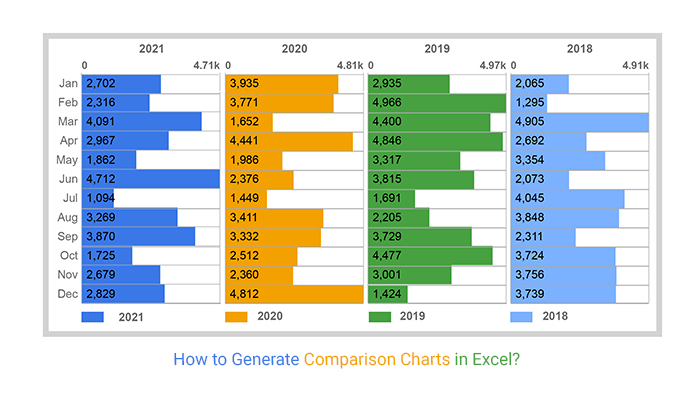 2021 2020 2019 2018
0 4.71k 0 4.81k 0 4.97k 0 4.91k
Jan 2,702 3,935 2,935 2,065
Feb 2,316 3,771 4,966 1,295
Mar 4,091 1,652 4,400 4,905
Apr 2,967 4,441 4,846 2,692
May 1,862 1,986 3,317 3,354
Jun 4,712 2,376 3,815 2,073
Jul 1,094 1,449 1,691 4,045
Aug 3,269 3,411 2,205 3,848
Sep 3,870 3,332 3,729 2,311
Oct 1,725 2,512 4,477 3,724
Nov 2,679 2,360 3,001 3,756
Dec 2,829 4,812 1,424 3,739
2021 2020 2019 2018
How to Generate Comparison Charts in Excel?